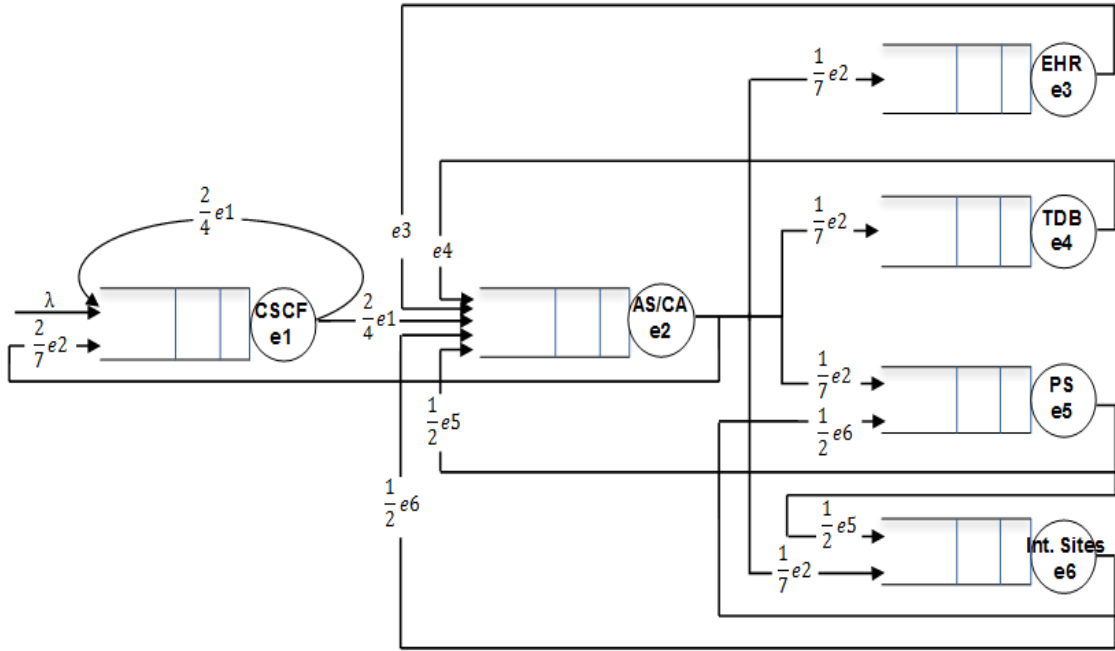 EHR
e3
1/7 e2
2/4 e1
e3
e4
1/7 e2
TDB
e4
λ
CSCF
e1
2/4 e1
AS/CA
e2
2/7 e2
1/7 e2
PS
e5
1/2 e5
1/2 e6
1/2 e6
1/2 e5
Int. Sites
e6
1/7 e2